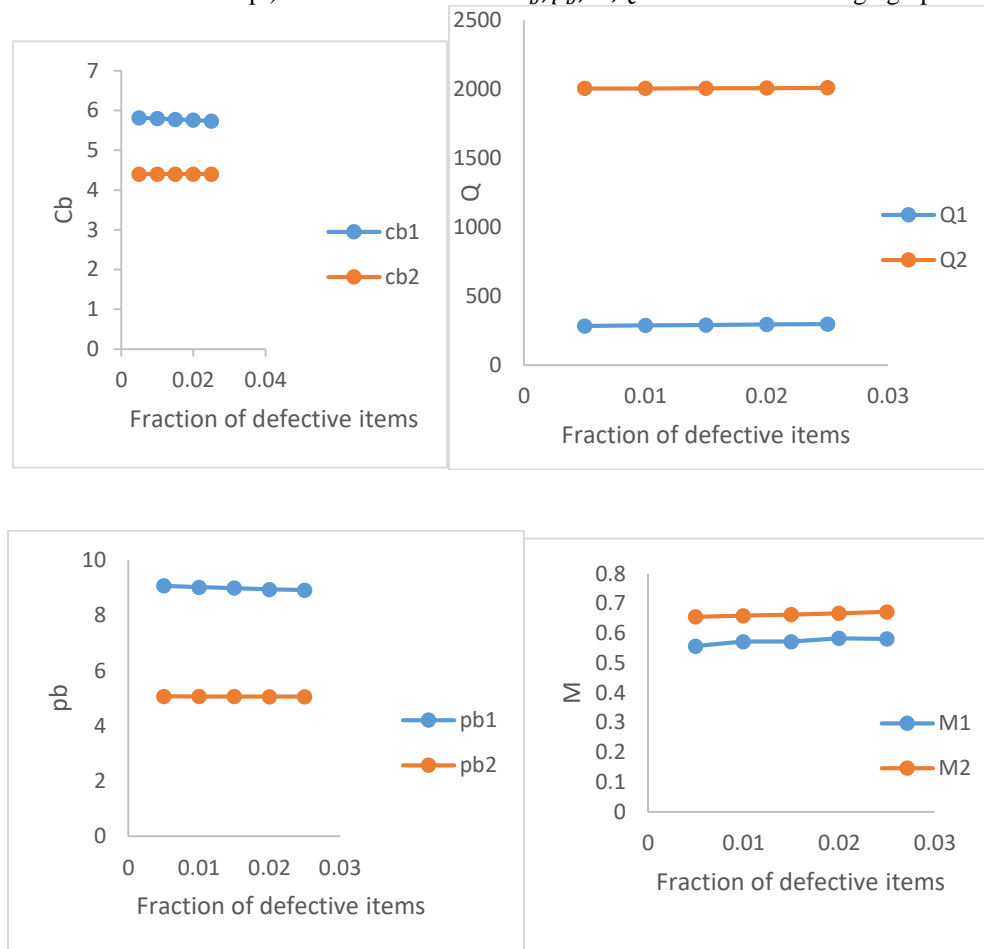 7
6
5
4
3
2
1
0
0 0.02 0.04
Cb
Fraction of defective items
cb1
cb2
2500
2000
1500
1000
500
0
0 0.01 0.02 0.03
Q
Fraction of defective items
Q1
Q2
10
8
6
4
2
0
0 0.01 0.02 0.03
pb
Fraction of defective items
pb1
pb2
0.8
0.7
0.6
0.5
0.4
0.3
0.2
0.1
0
0 0.01 0.02 0.03
M
Fraction of defective items
M1
M2